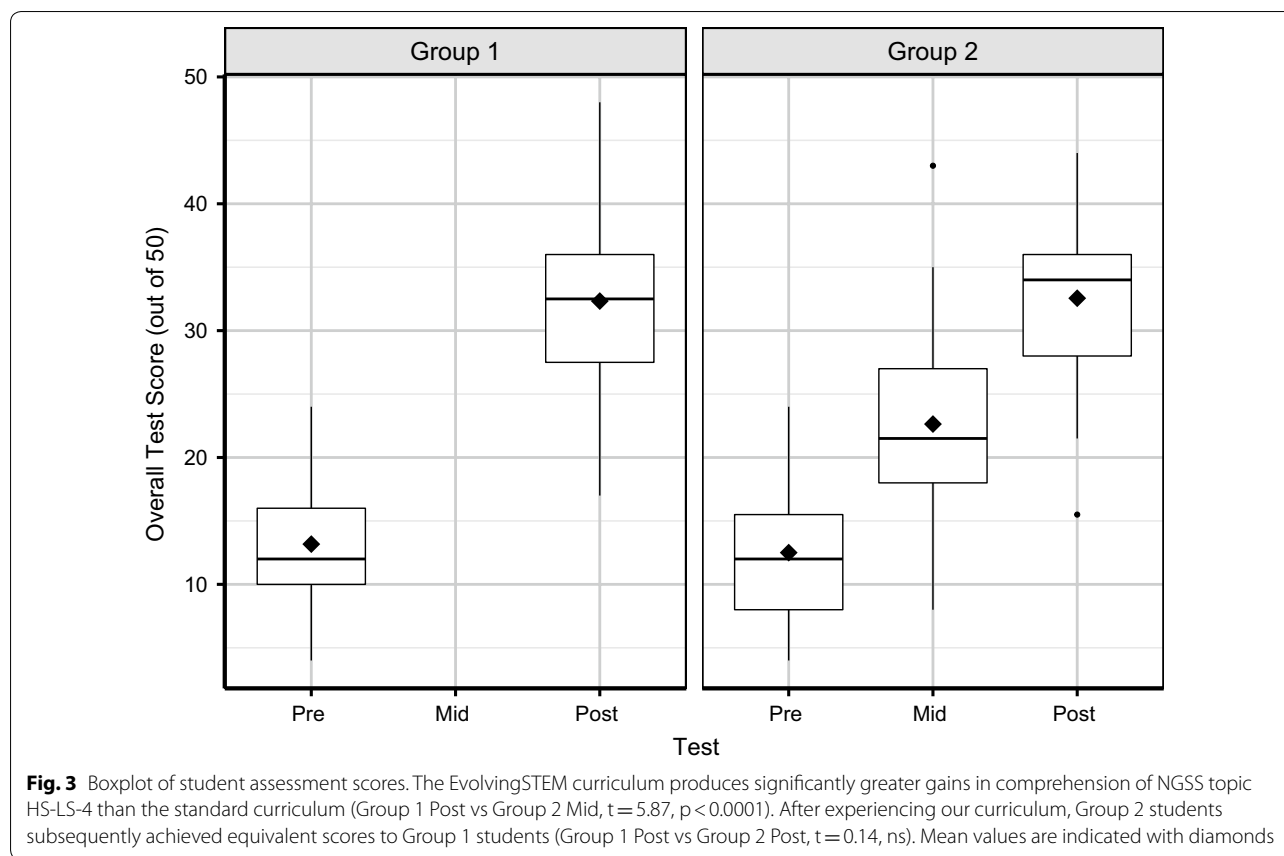 Group 1
Group 2
50
40
30
20
10
Overall Test Score (out of 50)
Pre
Mid
Post
Pre
Mid
Post
Test
Fig. 3 Boxplot of student assessment scores. The EvolvingSTEM curriculum produces significantly greater gains in comprehension of NGSS topic
HS-LS-4 than the standard curriculum (Group 1 Post vs Group 2 Mid, t = 5.87, p < 0.0001). After experiencing our curriculum, Group 2 students
subsequently achieved equivalent scores to Group 1 students (Group 1 Post vs Group 2 Post, t = 0.14, ns). Mean values are indicated with diamonds